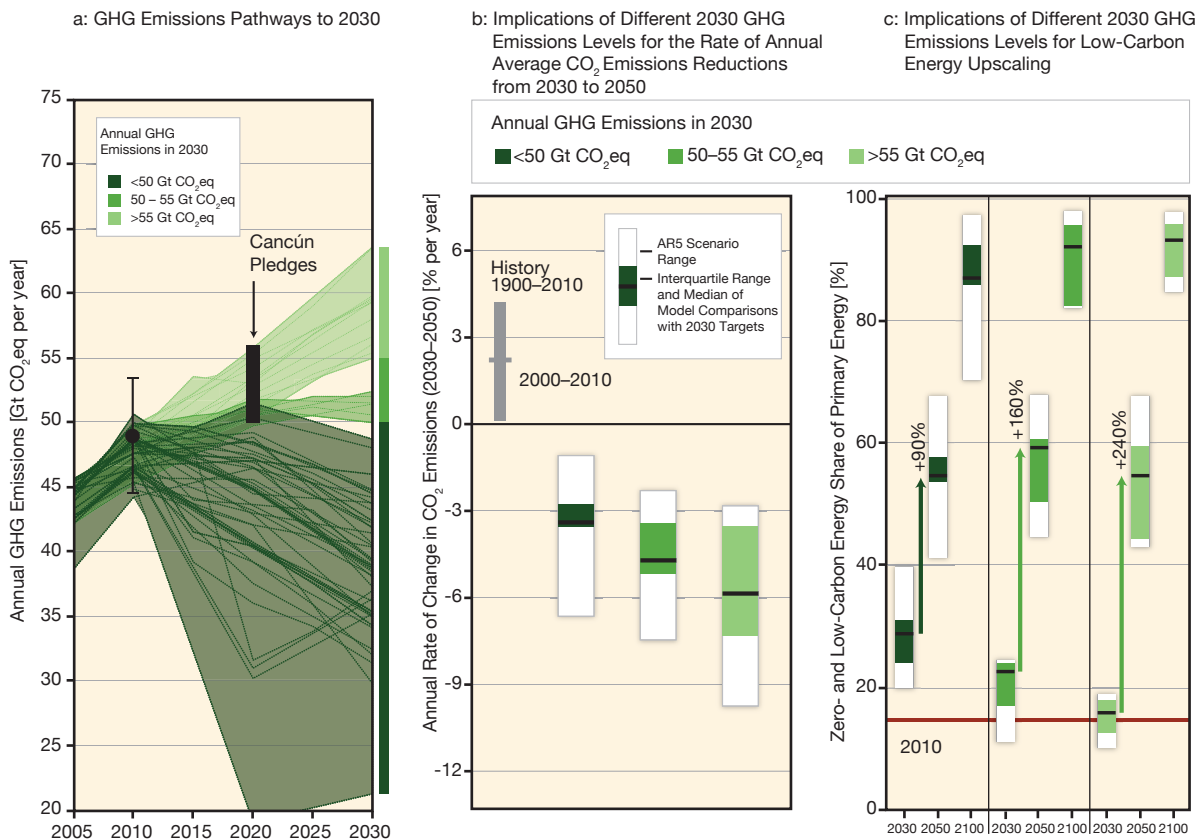 a: GHG Emissions Pathways to 2030
75
70
65
60
55
50
45
40
35
30
25
20
Annual GHG Emissions [Gt CO₂eq per year]
Annual GHG
Emissions in 2030
<50 Gt CO₂eq
50 – 55 Gt CO₂eq
>55 Gt CO₂eq
Cancún
Pledges
2005 2010 2020 2030 2030
b: Implications of Different 2030 GHG
Emissions Levels for the Rate of Annual
Average CO₂ Emissions Reductions
from 2030 to 2050
c: Implications of Different 2030 GHG
Emissions Levels for Low-Carbon
Energy Upscaling
Annual GHG Emissions in 2030
<50 Gt CO₂eq 50–55 Gt CO₂eq >55 Gt CO₂eq
Annual Rate of Change in CO₂ Emissions (2030–2050) [% per year]
6
3
0
-3
-6
-9
-12
History
1900–2010
2000–2010
AR5 Scenario
Range
Interquartile Range
and Median of
Model Comparisons
with 2030 Targets
Zero- and Low-Carbon Energy Share of Primary Energy [%]
100
80
60
40
20
0
+90%
+160%
+240%
2010
2030 2050 2100 2030 2050 2100 2030 2050 2100